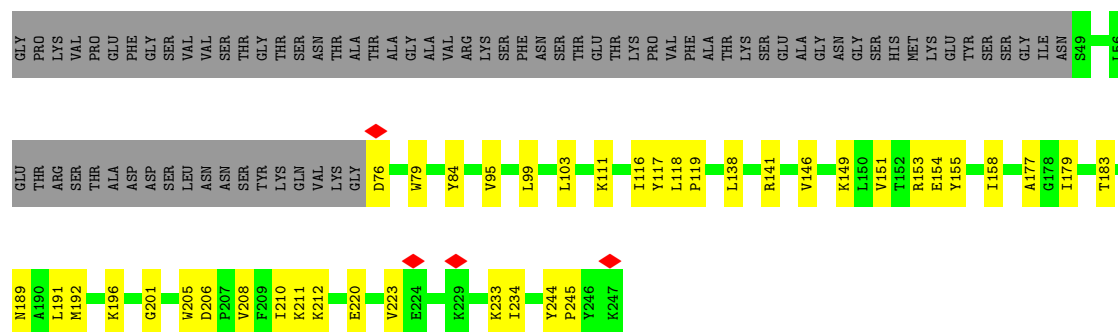 GLY PRO LYS VAL PRO GLU PHE GLY SER VAL VAL SER THR GLY THR SER ASN THR ALA THR ALA GLY ALA VAL ARG LYS SER PHE ASN SER THR GLU THR LYS PRO VAL PHE ALA THR LYS SER GLU ALA GLY ASN GLY SER HIS MET LYS GLU TYR SER SER GLY ILE ASN S49 L56
GLU THR ARG SER THR ALA ASP ASP SER LEU ASN ASN SER TYR LYS GLN VAL LYS GLY D76 W79 Y84 V95 L99 L103 K111 I116 Y117 L118 P119 L138 R141 V146 K149 L150 V151 T152 R153 E154 Y155 I158 A177 G178 I179 T183
N189 A190 L191 M192 K196 G201 W205 D206 P207 V208 F209 I210 K211 K212 E220 V223 E224 K229 K233 I234 Y244 P245 Y246 K247